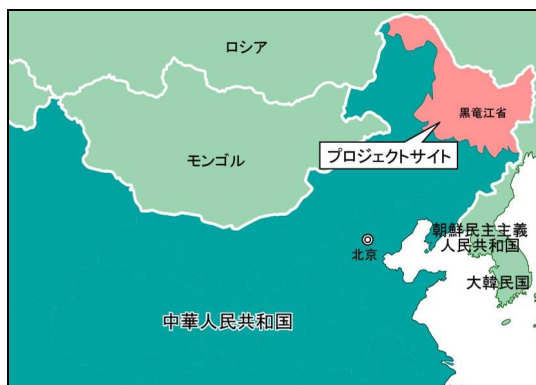 ロシア
黒竜江省
モンゴル
プロジェクトサイト
朝鮮民主主義
人民共和国
北京
大韓民国
中華人民共和国